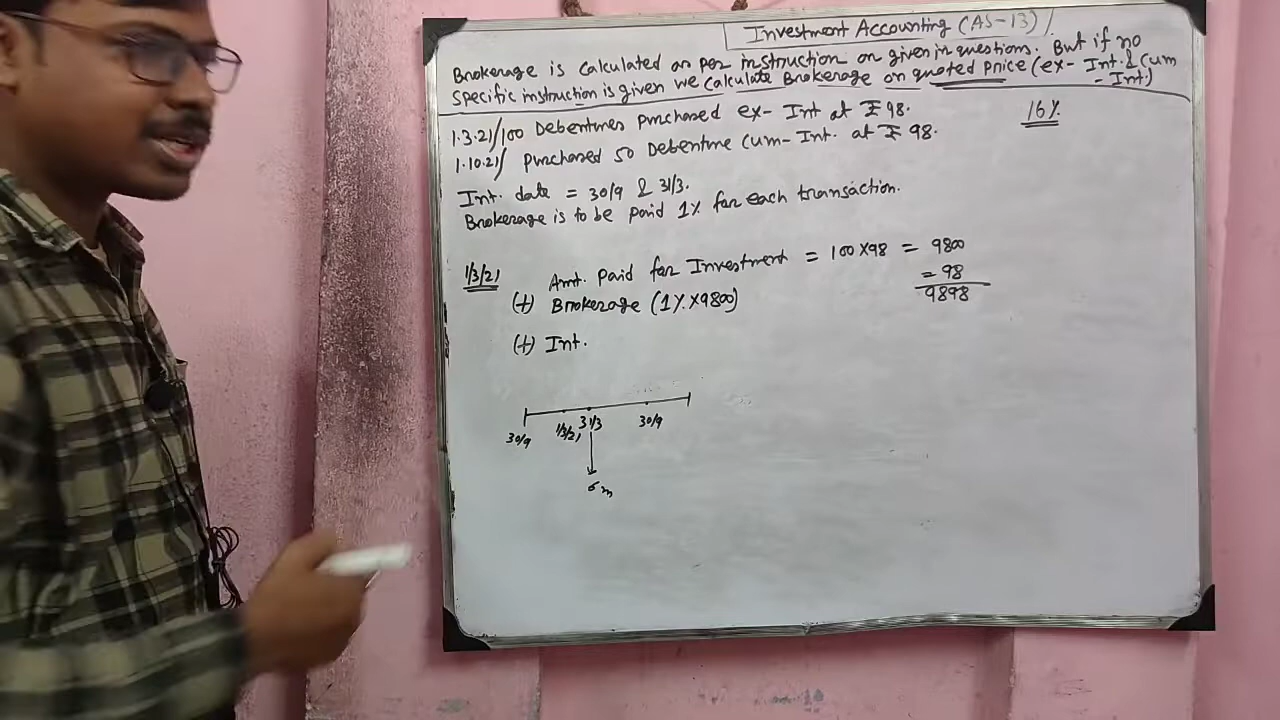 Investment Accounting (AS-13)
Brokerage is calculated as per instruction or given in questions. But if no
specific instruction is given we calculate Brokerage on quoted Price (ex-Int. & cum
-Int)
16%
1.3.21/ 100 Debentures purchased ex-Int at ₹98.
1.10.21/ purchased 50 Debenture cum-Int. at ₹98.
Int. date = 30/9 & 31/3.
Brokerage is to be paid 1% for each transaction.
1/3/21 Amt. paid for Investment = 100×98 = 9800
(+) Brokerage (1%×9800) = 98
9898
(+) Int.
30/9 1/3/21 31/3 30/9
6m